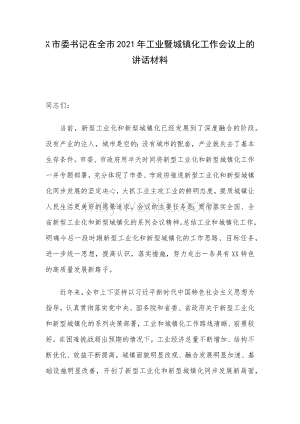 X市委书记在全市2021年工业暨城镇化工作会议上的
讲话材料
同志们：
当前，新型工业化和新型城镇化已经发展到了深度融合的阶段。
没有产业的注入，城市是空的；没有城市的配套，产业就失去了基本
生存条件。市委、市政府用半天时间将新型工业化和新型城镇化工作
一并专题部署，充分体现了市委、市政府推进新型工业化和新型城镇
化同步发展的坚定决心，大抓工业主攻工业的鲜明态度，提质城镇让
人民生活更美好的质量追求。会议的主要任务是：贯彻落实全国、全
省新型工业化和新型城镇化的系列会议精神，总结工业和城镇化工作，
明确今后一段时期新型工业化和新型城镇化的工作思路、目标任务，
进一步统一思想，提高认识，落实措施，努力走出一条具有XX特色
的高质量发展新路子。
近年来，全市上下坚持以习近平新时代中国特色社会主义思想为
指导，认真贯彻落实党中央、国务院和省委、省政府关于新型工业化
和新型城镇化的系列决策部署，工业和城镇化工作路线清晰、前景极
好。在困难挑战超出预期的情况下，工业经济总量不断增大、结构不
断优化、效益不断提高，城镇面貌明显改观、融合发展明显加速、基
础设施明显改善，开创了新型工业化和新型城镇化同步发展新局面。